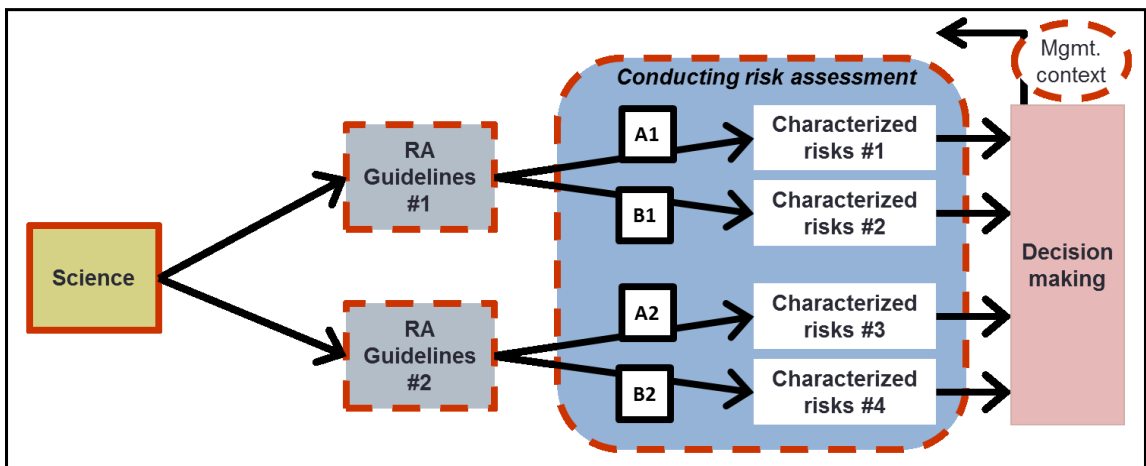 Mgmt.
context
Conducting risk assessment
Science
RA
Guidelines
#1
A1
Characterized
risks #1
B1
Characterized
risks #2
RA
Guidelines
#2
A2
Characterized
risks #3
B2
Characterized
risks #4
Decision
making